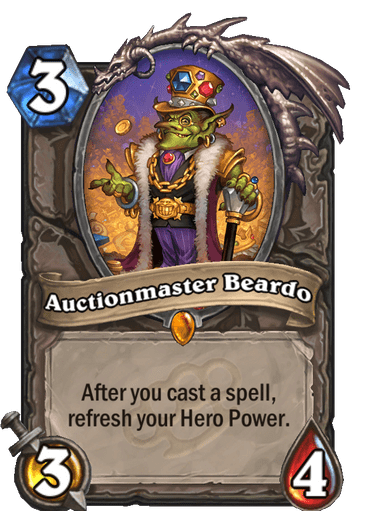 3
Auctionmaster Beardo
After you cast a spell,
refresh your Hero Power.
3
4